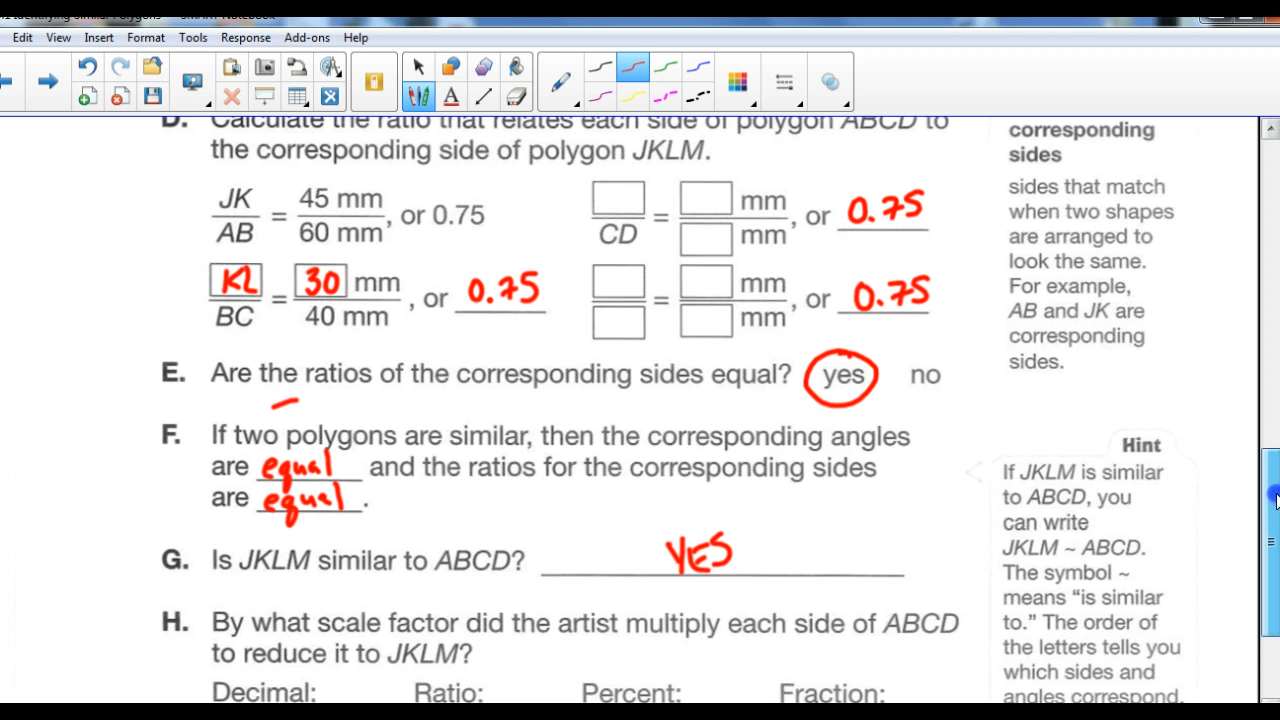 Identifying Similar Polygons - SMART Notebook
Edit View Insert Format Tools Response Add-ons Help
D. Calculate the ratio that relates each side of polygon ABCD to
the corresponding side of polygon JKLM.
JK/AB = 45 mm/60 mm, or 0.75
/CD = mm/mm, or 0.75
KL/BC = 30 mm/40 mm, or 0.75
/ = mm/mm, or 0.75
E. Are the ratios of the corresponding sides equal? yes no
F. If two polygons are similar, then the corresponding angles
are equal and the ratios for the corresponding sides
are equal.
G. Is JKLM similar to ABCD? YES
H. By what scale factor did the artist multiply each side of ABCD
to reduce it to JKLM?
Decimal: Ratio: Percent: Fraction:
corresponding
sides
sides that match
when two shapes
are arranged to
look the same.
For example,
AB and JK are
corresponding
sides.
Hint
If JKLM is similar
to ABCD, you
can write
JKLM ~ ABCD.
The symbol ~
means “is similar
to.” The order of
the letters tells you
which sides and
angles correspond.